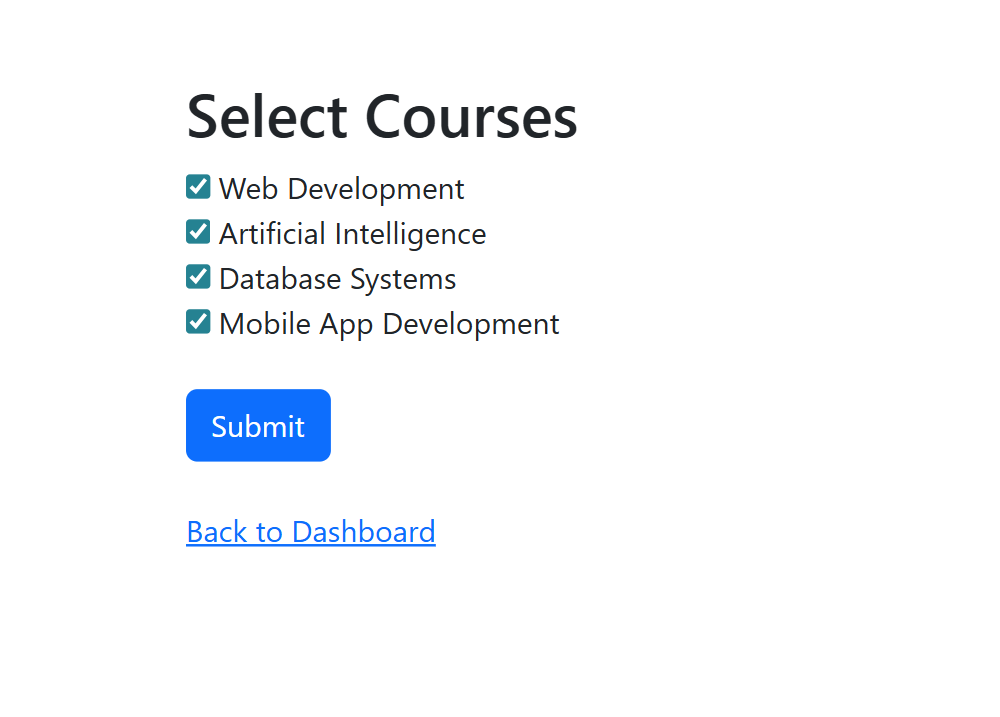 Select Courses
Web Development
Artificial Intelligence
Database Systems
Mobile App Development
Submit
Back to Dashboard